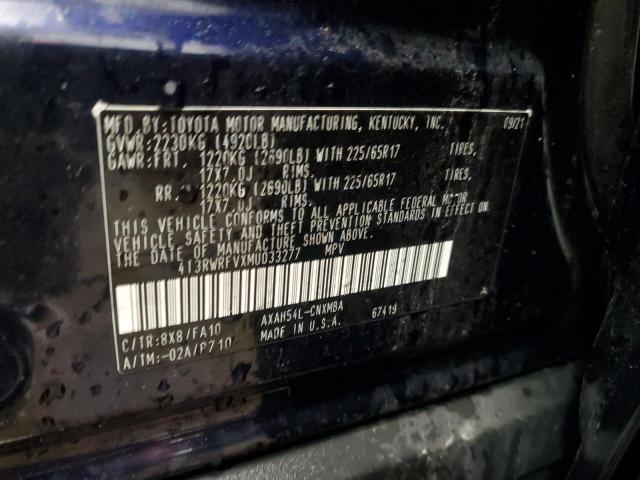 MFD. BY: TOYOTA MOTOR MANUFACTURING, KENTUCKY, INC. 09/21
GVWR: 2230KG (4920LB)
GAWR: FRT. 1220KG (2690LB) WITH 225/65R17 TIRES,
17X7.0J RIMS.
RR. 1220KG (2690LB) WITH 225/65R17 TIRES,
17X7.0J RIMS.
THIS VEHICLE CONFORMS TO ALL APPLICABLE FEDERAL MOTOR
VEHICLE SAFETY AND THEFT PREVENTION STANDARDS IN EFFECT ON
THE DATE OF MANUFACTURE SHOWN ABOVE.
4T3RWRFVXMU033277 MPV
A
C/TR: 8X8/FA10 AXAH54L-CNXMBA 67419
A/TM: -02A/P710 MADE IN U.S.A.